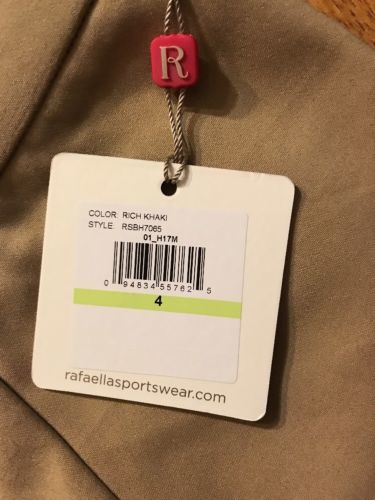 R
COLOR: RICH KHAKI
STYLE: RSBH7065
01_H17M
0 94834 55762 5
4
rafaellasportswear.com